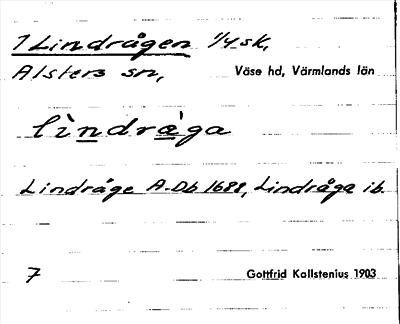 1 Lindrågen 1/4 sk,
Alsters sn, Väse hd, Värmlands län
lìndrȧga
Lindråge A-Db 1688, Lindråga ib.
7 Gottfrid Kallstenius 1903